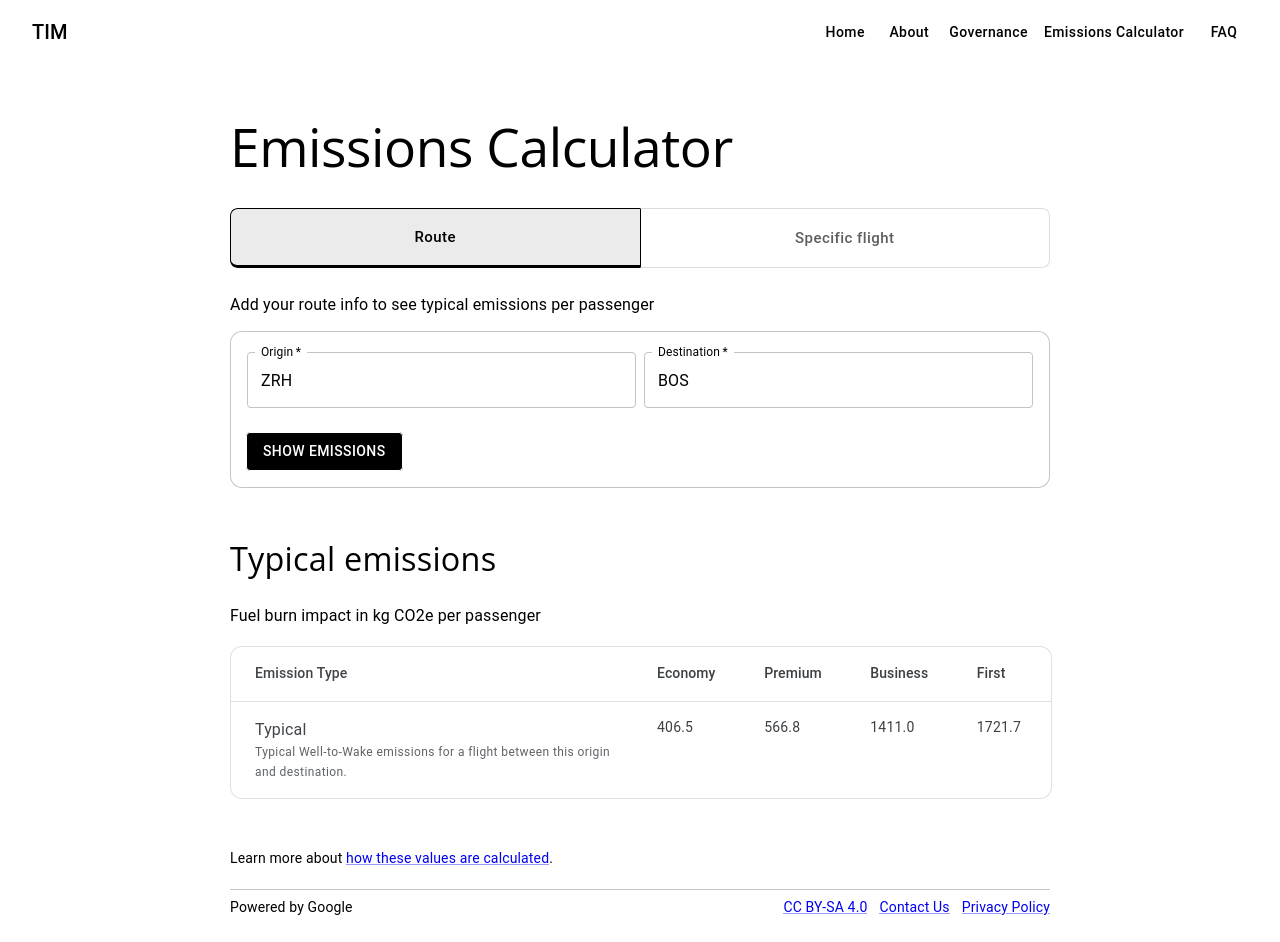 TIM
Home About Governance Emissions Calculator FAQ
Emissions Calculator
Route Specific flight
Add your route info to see typical emissions per passenger
Origin * Destination *
ZRH BOS
SHOW EMISSIONS
Typical emissions
Fuel burn impact in kg CO2e per passenger
Emission Type Economy Premium Business First
Typical 406.5 566.8 1411.0 1721.7
Typical Well-to-Wake emissions for a flight between this origin
and destination.
Learn more about how these values are calculated.
Powered by Google CC BY-SA 4.0 Contact Us Privacy Policy